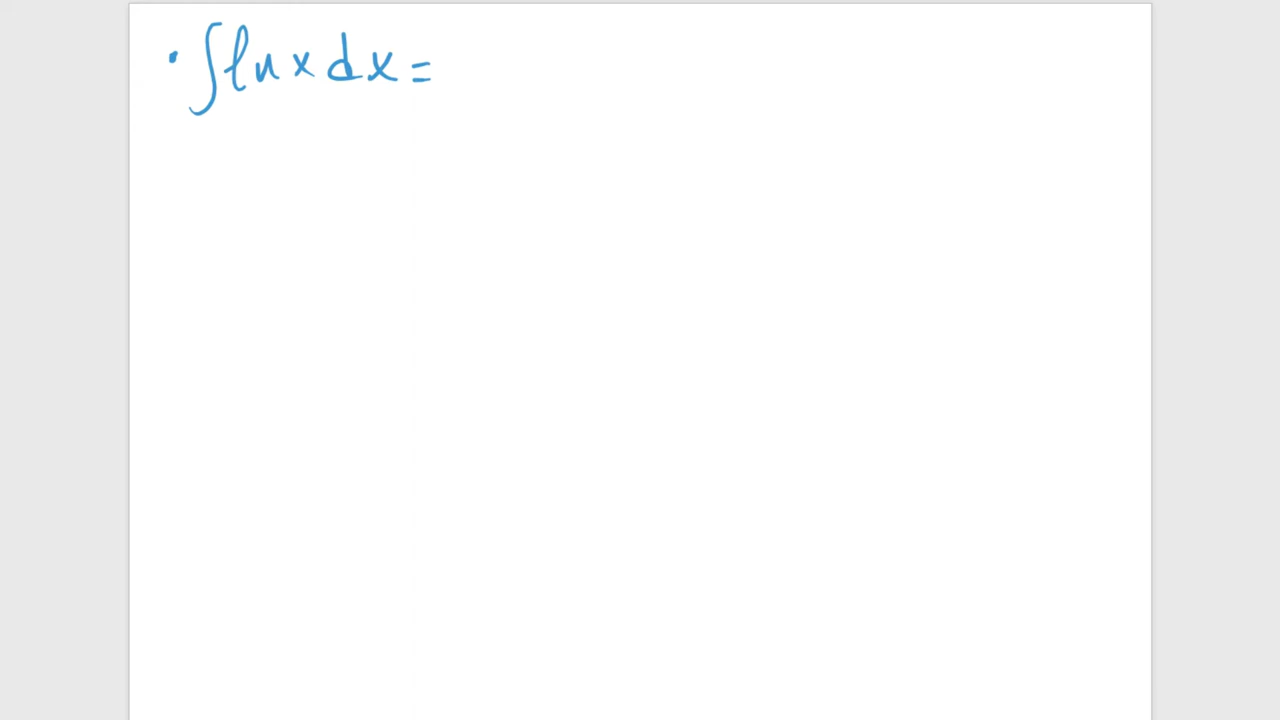 · ∫ln x dx =